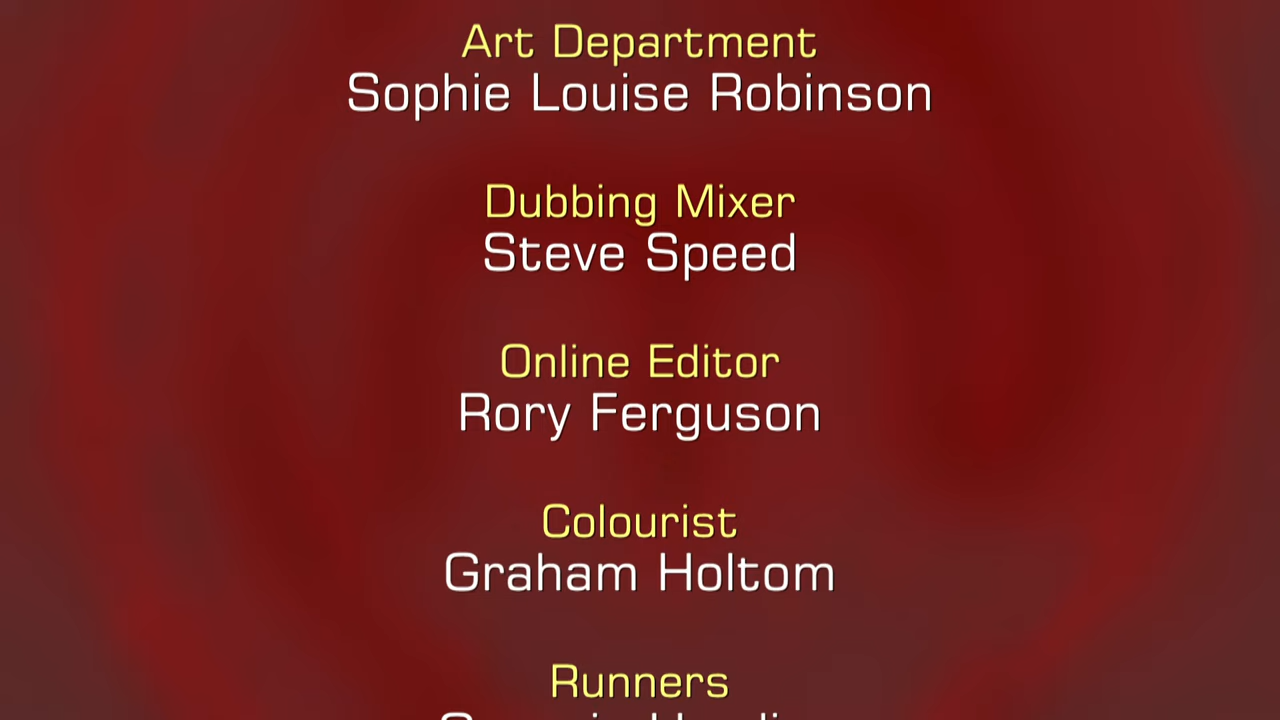 Art Department
Sophie Louise Robinson
Dubbing Mixer
Steve Speed
Online Editor
Rory Ferguson
Colourist
Graham Holtom
Runners